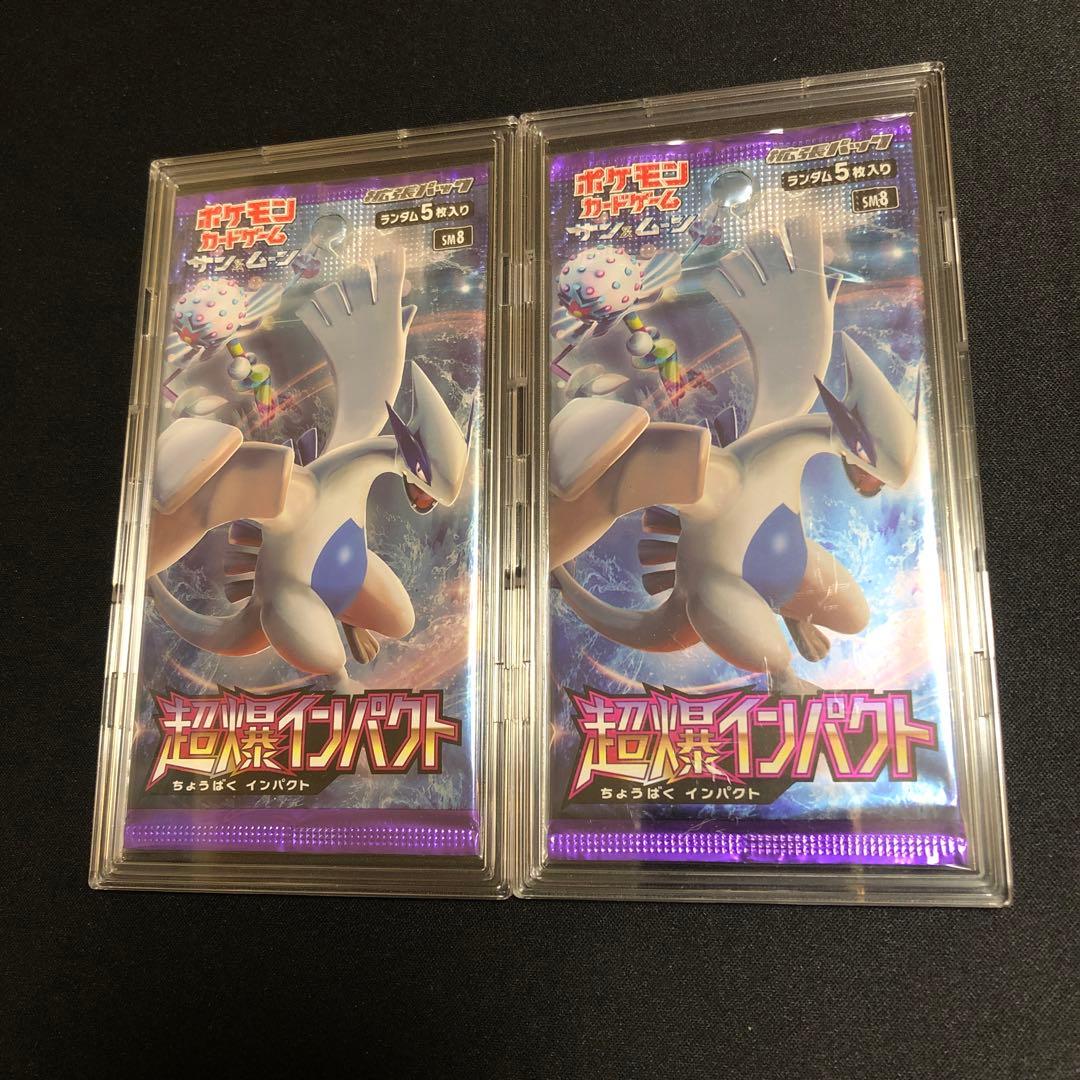 拡張パック
ポケモン
カードゲーム
サン&ムーン
ランダム5枚入り
SM8
超爆インパクト
ちょうばく インパクト
拡張パック
ポケモン
カードゲーム
サン&ムーン
ランダム5枚入り
SM8
超爆インパクト
ちょうばく インパクト